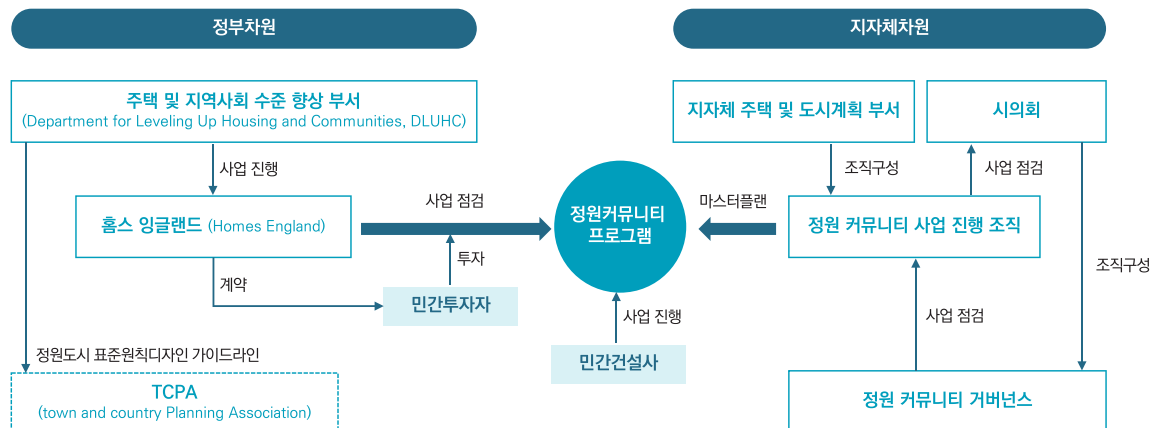 정부차원
지자체차원
주택 및 지역사회 수준 향상 부서
(Department for Leveling Up Housing and Communities, DLUHC)
지자체 주택 및 도시계획 부서
시의회
사업 진행
조직구성
사업 점검
홈스 잉글랜드 (Homes England)
사업 점검
정원커뮤니티
프로그램
마스터플랜
정원 커뮤니티 사업 진행 조직
투자
계약
민간투자자
조직구성
사업 진행
사업 점검
정원도시 표준원칙디자인 가이드라인
민간건설사
TCPA
(town and country Planning Association)
정원 커뮤니티 거버넌스